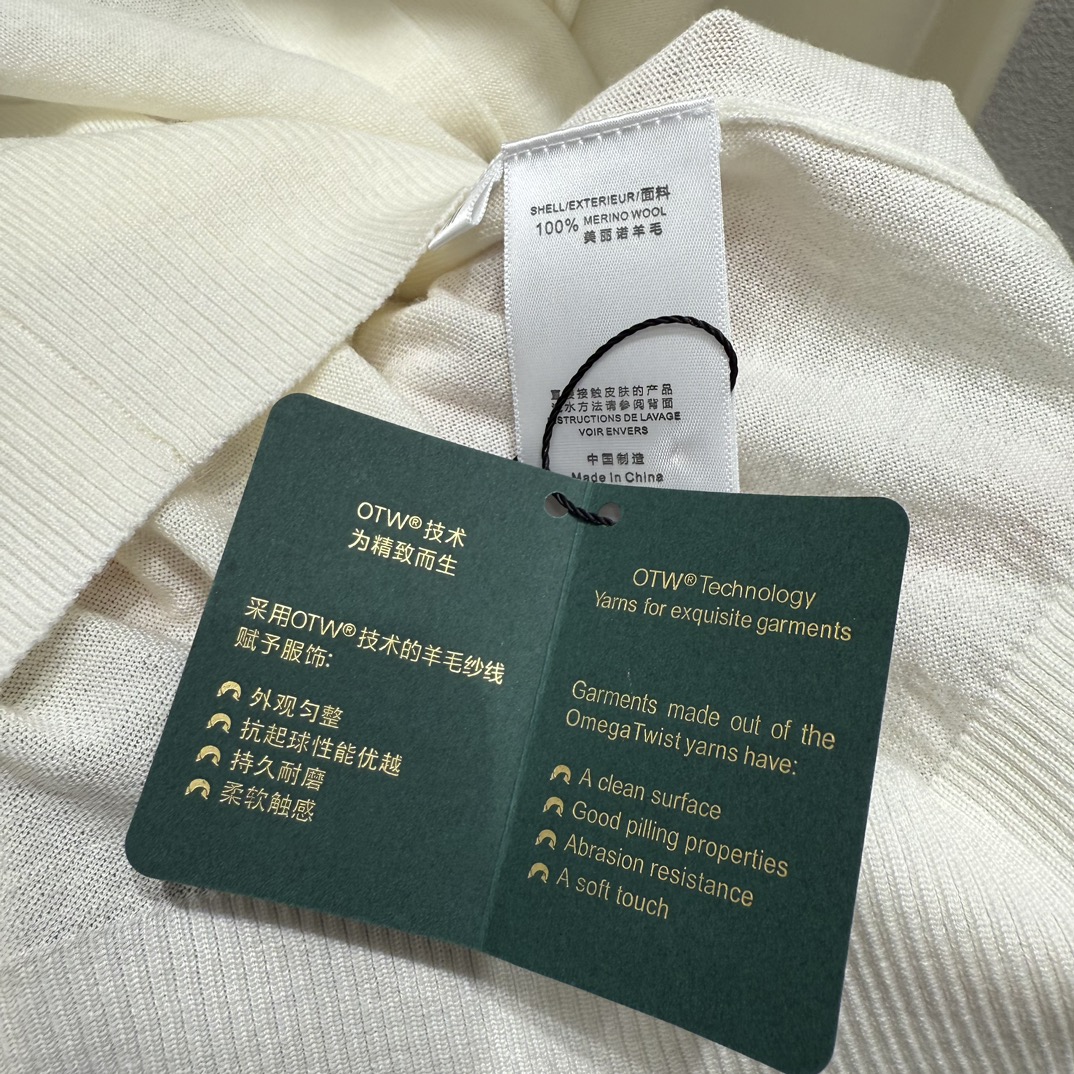 SHELL/EXTERIEUR/面料
100% MERINO WOOL
美丽诺羊毛
接触皮肤的产品
水方法请参阅背面
STRUCTIONS DE LAVAGE
VOIR ENVERS
中国制造
Made in China
OTW®技术
为精致而生
采用OTW®技术的羊毛纱线
赋予服饰:
外观匀整
抗起球性能优越
持久耐磨
柔软触感
OTW® Technology
Yarns for exquisite garments
Garments made out of the
OmegaTwist yarns have:
A clean surface
Good pilling properties
Abrasion resistance
A soft touch